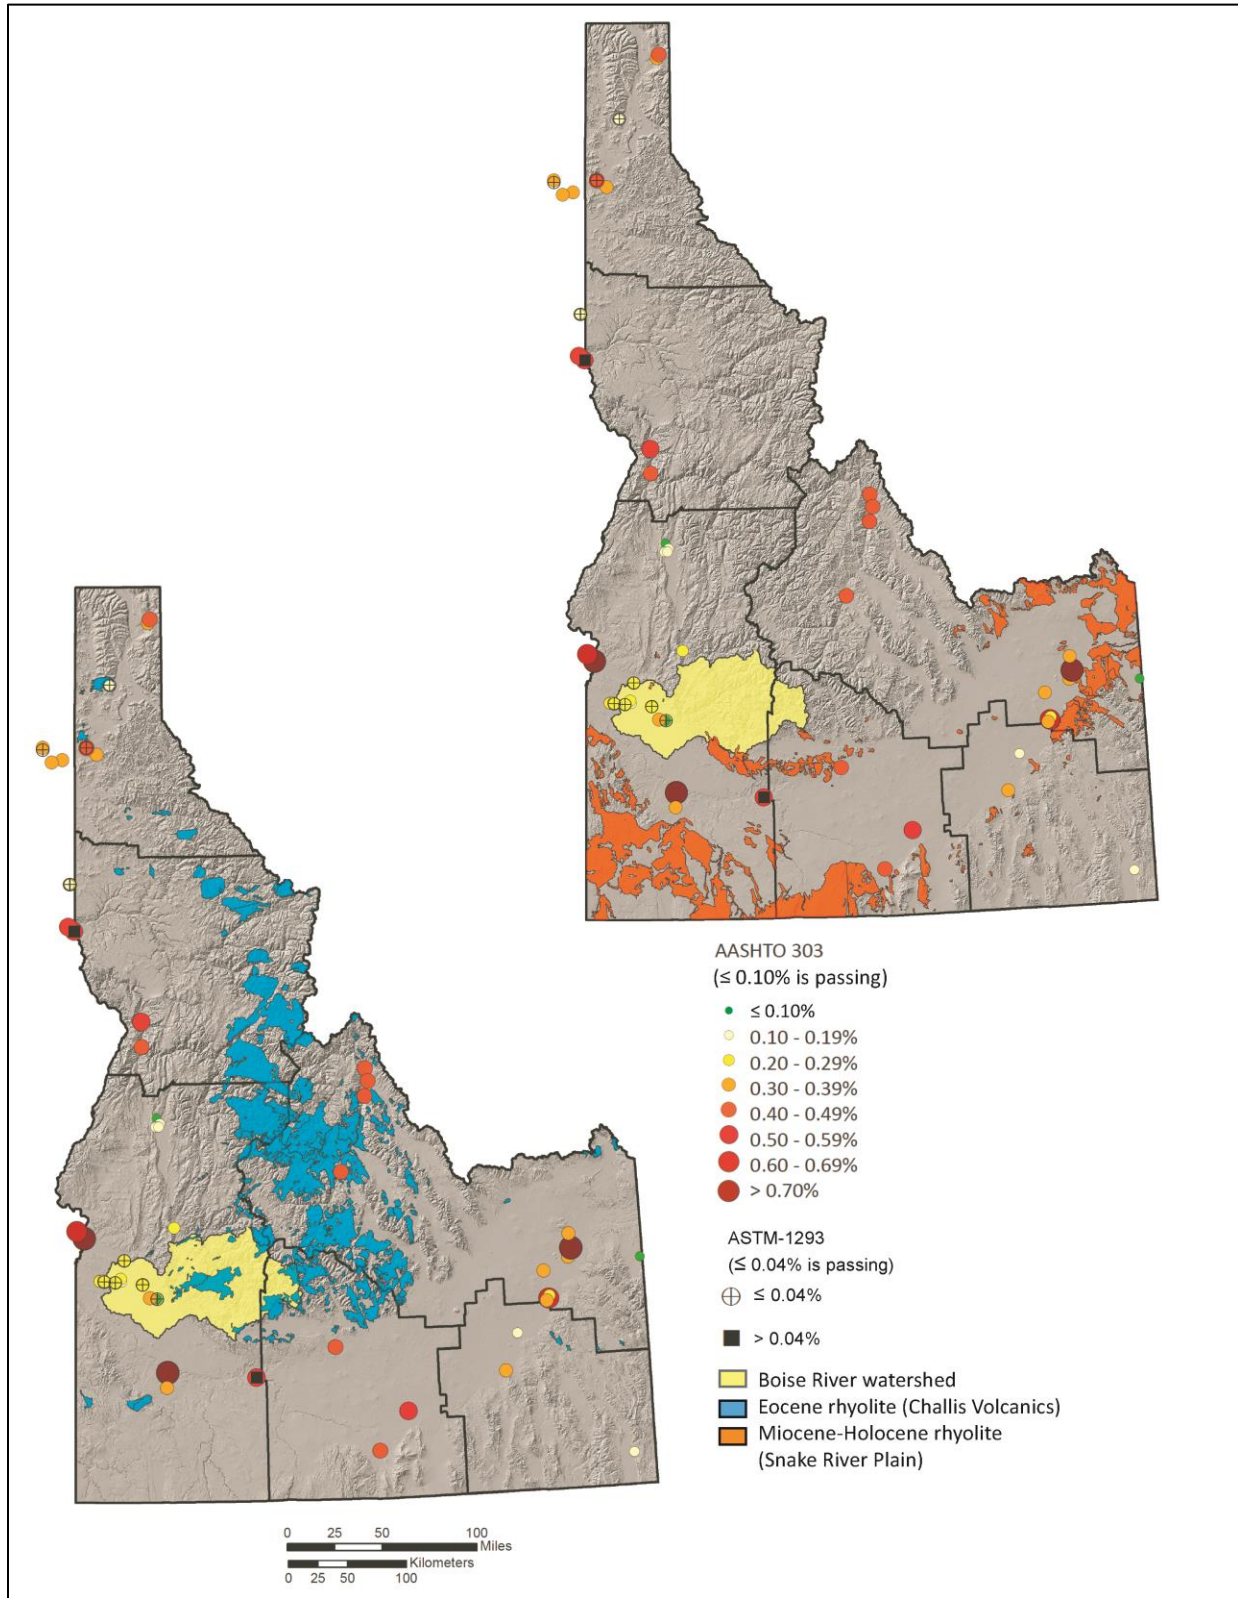 AASHTO 303
(≤ 0.10% is passing)
≤ 0.10%
0.10 - 0.19%
0.20 - 0.29%
0.30 - 0.39%
0.40 - 0.49%
0.50 - 0.59%
0.60 - 0.69%
> 0.70%
ASTM-1293
(≤ 0.04% is passing)
≤ 0.04%
> 0.04%
Boise River watershed
Eocene rhyolite (Challis Volcanics)
Miocene-Holocene rhyolite
(Snake River Plain)
0 25 50 100
Miles
Kilometers
0 25 50 100